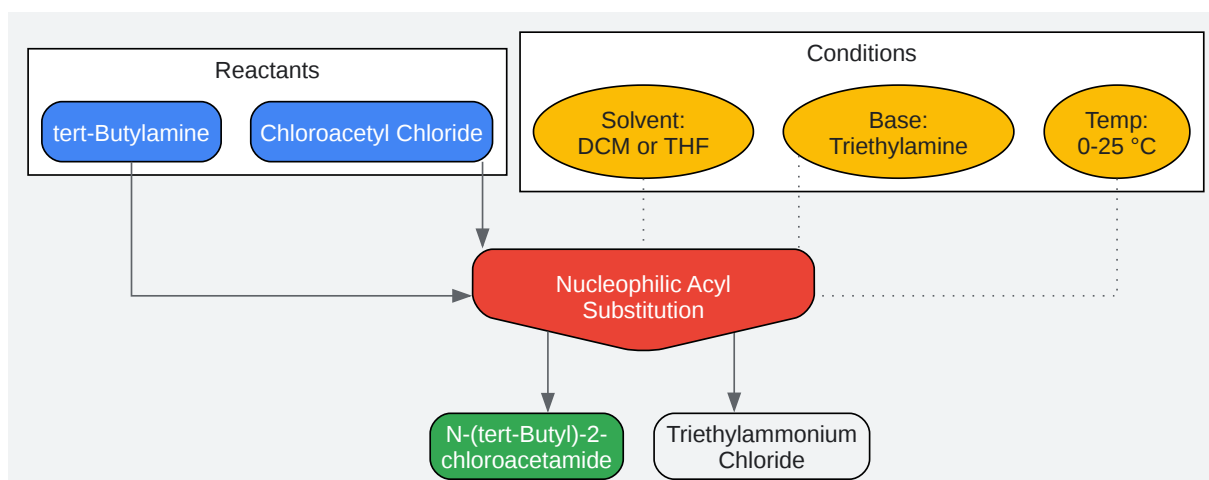 Reactants
Conditions
tert-Butylamine
Chloroacetyl Chloride
Solvent:
DCM or THF
Base:
Triethylamine
Temp:
0-25 °C
Nucleophilic Acyl
Substitution
N-(tert-Butyl)-2-
chloroacetamide
Triethylammonium
Chloride